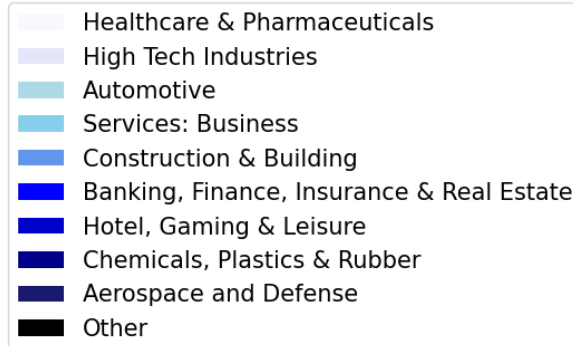 Healthcare & Pharmaceuticals
High Tech Industries
Automotive
Services: Business
Construction & Building
Banking, Finance, Insurance & Real Estate
Hotel, Gaming & Leisure
Chemicals, Plastics & Rubber
Aerospace and Defense
Other